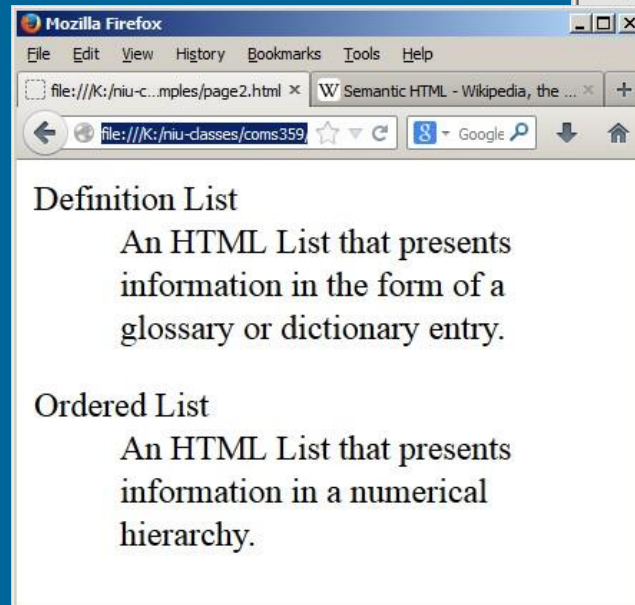 Mozilla Firefox
File Edit View History Bookmarks Tools Help
file:///K:/niu-c...mples/page2.html × W Semantic HTML - Wikipedia, the ... × +
file:///K:/niu-classes/coms359/ 8 Google
Definition List
An HTML List that presents
information in the form of a
glossary or dictionary entry.
Ordered List
An HTML List that presents
information in a numerical
hierarchy.